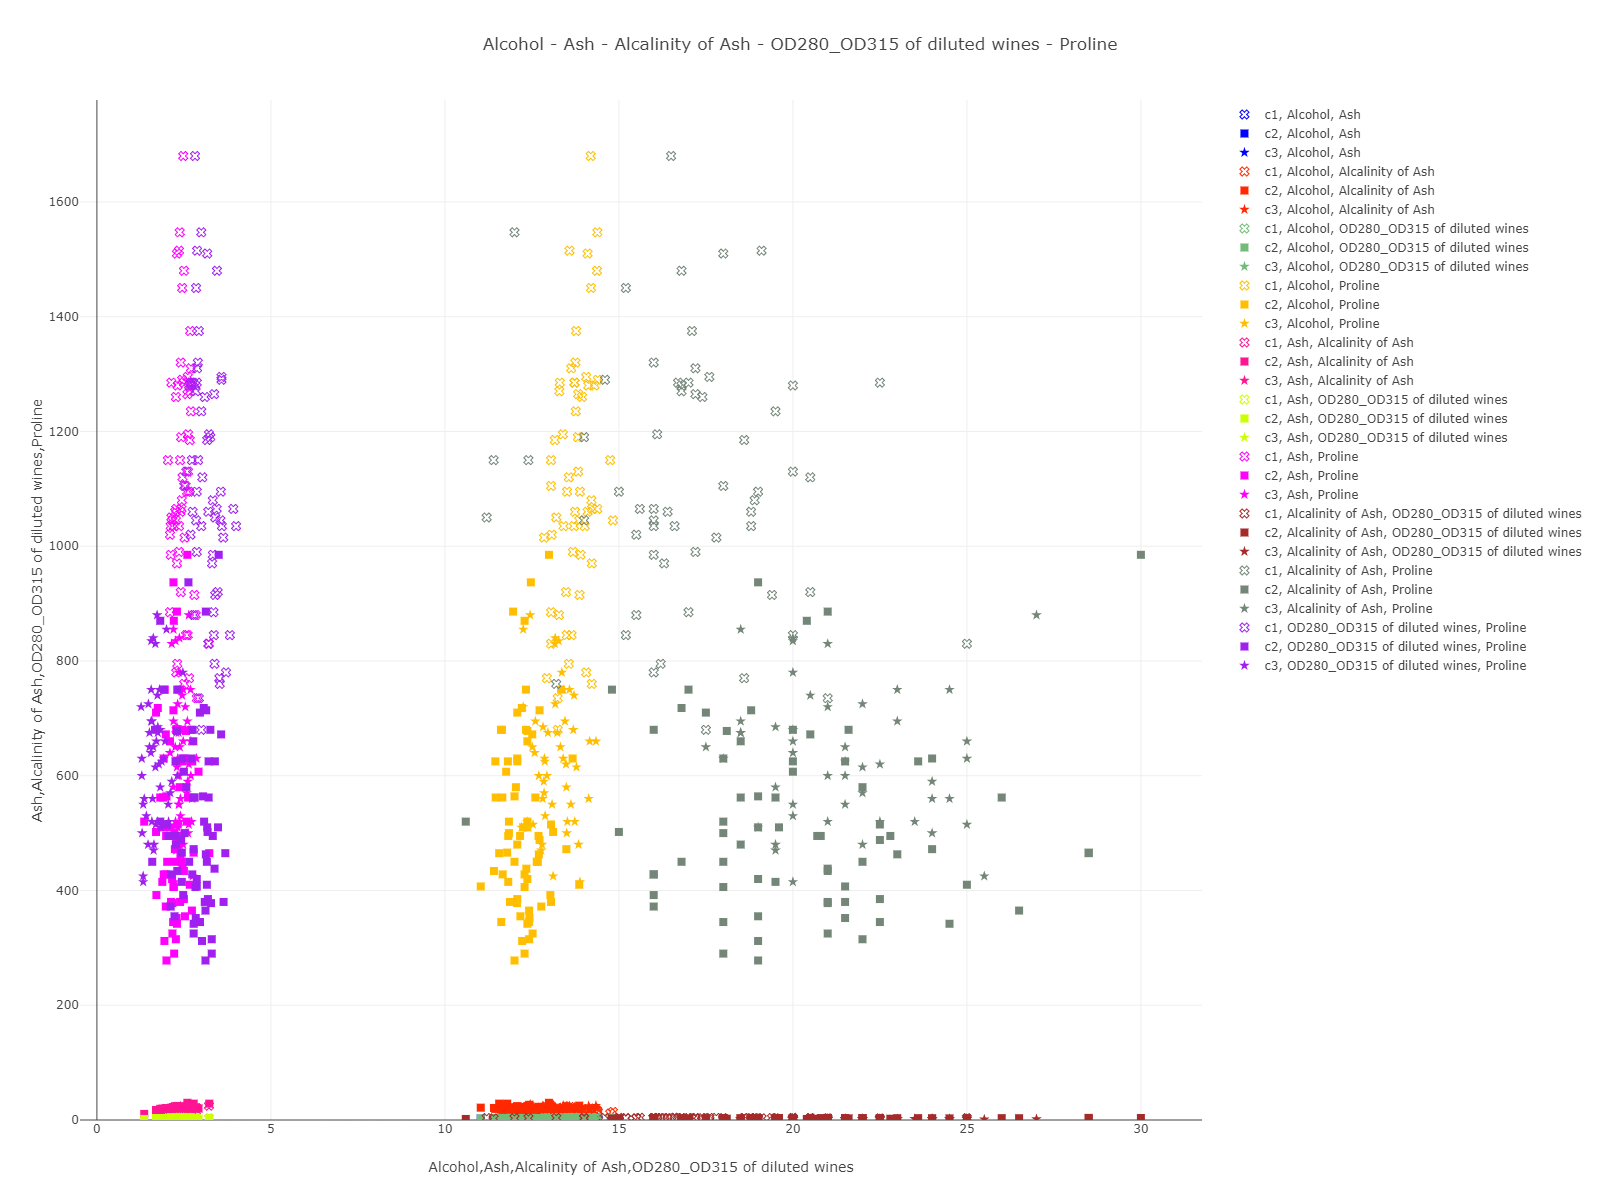 Alcohol - Ash - Alcalinity of Ash - OD280_OD315 of diluted wines - Proline
Ash,Alcalinity of Ash,OD280_OD315 of diluted wines,Proline
1600
1400
1200
1000
800
600
400
200
0
0
5
10
15
20
25
30
Alcohol,Ash,Alcalinity of Ash,OD280_OD315 of diluted wines
c1, Alcohol, Ash
c2, Alcohol, Ash
c3, Alcohol, Ash
c1, Alcohol, Alcalinity of Ash
c2, Alcohol, Alcalinity of Ash
c3, Alcohol, Alcalinity of Ash
c1, Alcohol, OD280_OD315 of diluted wines
c2, Alcohol, OD280_OD315 of diluted wines
c3, Alcohol, OD280_OD315 of diluted wines
c1, Alcohol, Proline
c2, Alcohol, Proline
c3, Alcohol, Proline
c1, Ash, Alcalinity of Ash
c2, Ash, Alcalinity of Ash
c3, Ash, Alcalinity of Ash
c1, Ash, OD280_OD315 of diluted wines
c2, Ash, OD280_OD315 of diluted wines
c3, Ash, OD280_OD315 of diluted wines
c1, Ash, Proline
c2, Ash, Proline
c3, Ash, Proline
c1, Alcalinity of Ash, OD280_OD315 of diluted wines
c2, Alcalinity of Ash, OD280_OD315 of diluted wines
c3, Alcalinity of Ash, OD280_OD315 of diluted wines
c1, Alcalinity of Ash, Proline
c2, Alcalinity of Ash, Proline
c3, Alcalinity of Ash, Proline
c1, OD280_OD315 of diluted wines, Proline
c2, OD280_OD315 of diluted wines, Proline
c3, OD280_OD315 of diluted wines, Proline